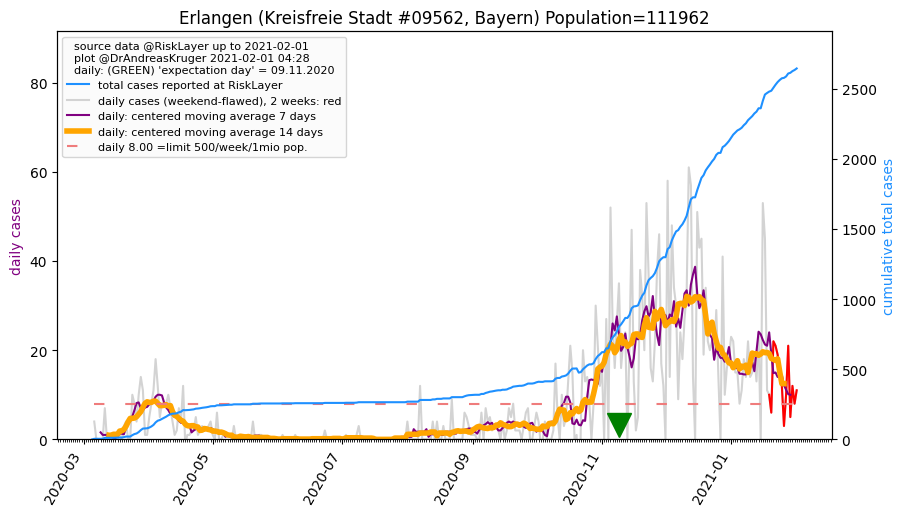 Erlangen (Kreisfreie Stadt #09562, Bayern) Population=111962
source data @RiskLayer up to 2021-02-01
plot @DrAndreasKruger 2021-02-01 04:28
daily: (GREEN) 'expectation day' = 09.11.2020
total cases reported at RiskLayer
daily cases (weekend-flawed), 2 weeks: red
daily: centered moving average 7 days
daily: centered moving average 14 days
daily 8.00 =limit 500/week/1mio pop.
daily cases
80
60
40
20
0
cumulative total cases
2500
2000
1500
1000
500
0
2020-03
2020-05
2020-07
2020-09
2020-11
2021-01